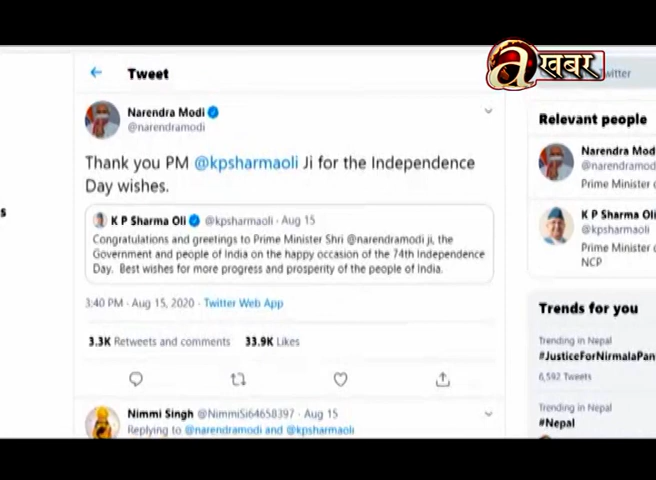 aखबर
Twitter
Tweet
Narendra Modi
@narendramodi
Thank you PM @kpsharmaoli Ji for the Independence
Day wishes.
K P Sharma Oli @kpsharmaoli · Aug 15
Congratulations and greetings to Prime Minister Shri @narendramodi ji, the
Government and people of India on the happy occasion of the 74th Independence
Day. Best wishes for more progress and prosperity of the people of India.
3:40 PM · Aug 15, 2020 · Twitter Web App
3.3K Retweets and comments 33.9K Likes
Nimmi Singh @NimmiSi64658397 · Aug 15
Replying to @narendramodi and @kpsharmaoli
s
Relevant people
Narendra Mod
@narendramod
Prime Minister o
K P Sharma Oli
@kpsharmaoli
Prime Minister o
NCP
Trends for you
Trending in Nepal
#JusticeForNirmalaPan
6,592 Tweets
Trending in Nepal
#Nepal